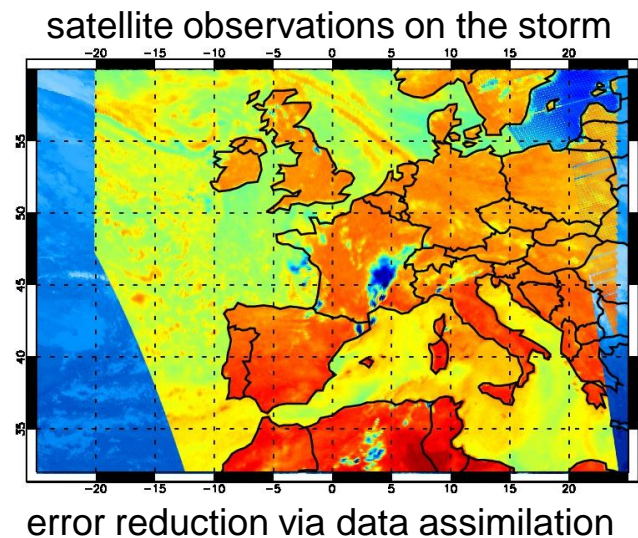 satellite observations on the storm
-20 -15 -10 -5 0 5 10 15 20
55
50
45
40
35
-20 -15 -10 -5 0 5 10 15 20
error reduction via data assimilation